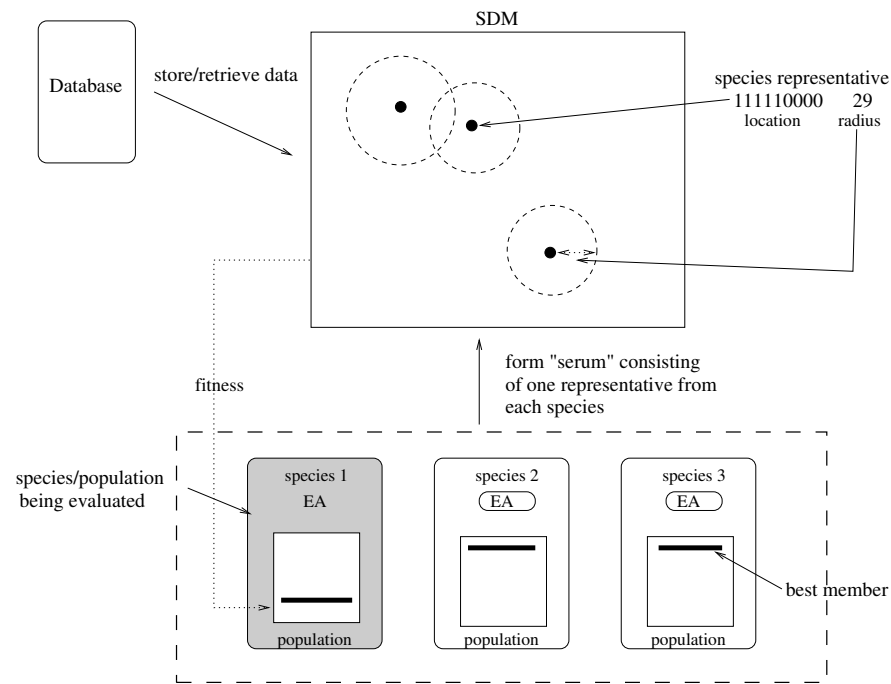 SDM
Database
store/retrieve data
species representative
111110000 29
location radius
form "serum" consisting
of one representative from
each species
fitness
species/population
being evaluated
species 1
EA
population
species 2
EA
population
species 3
EA
population
best member